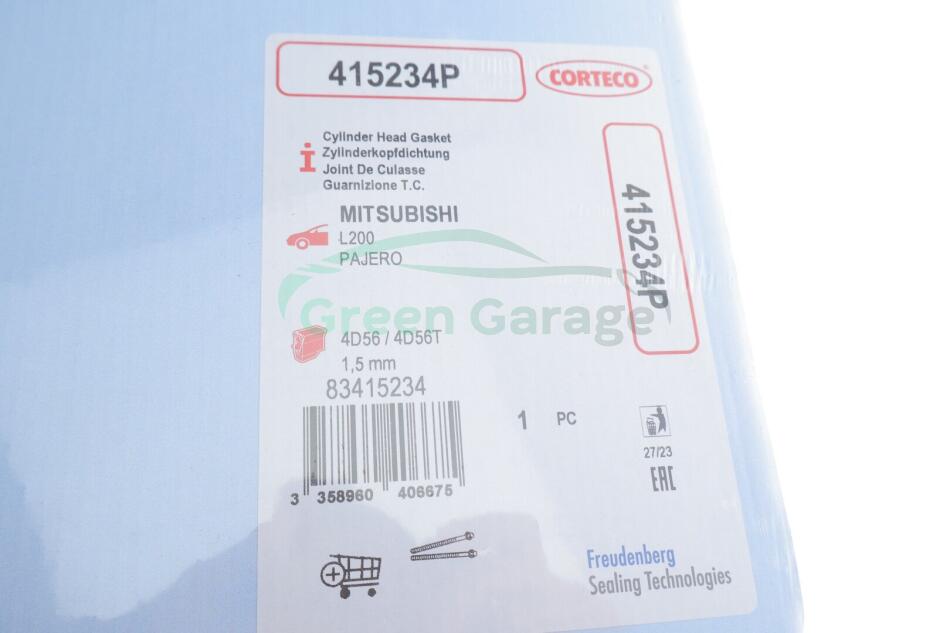 415234P
CORTECO
Cylinder Head Gasket
Zylinderkopfdichtung
Joint De Culasse
Guarnizione T.C.
415234P
MITSUBISHI
L200
PAJERO
Green Garage
4D56 / 4D56T
1,5 mm
83415234
1 PC
27/23
EAC
3 358960 406675
Freudenberg
Sealing Technologies